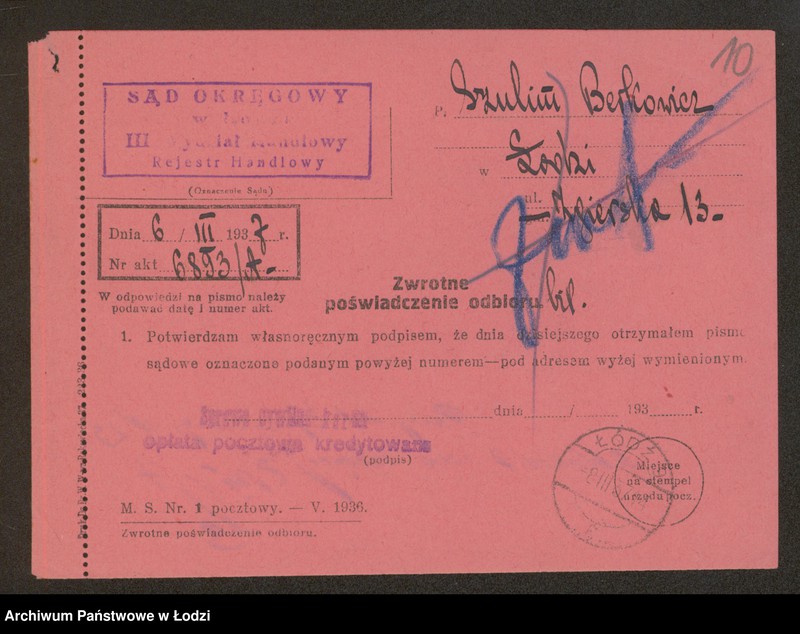 10
2
SĄD OKRĘGOWY
w Łodzi
III Wydział Handlowy
Rejestr Handlowy
(Oznaczenie Sądu)
P. Szulim Berkowicz
w Łodzi
ul. Zgierska 13.
Dnia 6 / III 1937 r.
Nr akt 6893/A-
W odpowiedzi na pismo należy
podawać datę i numer akt.
Zwrotne
poświadczenie odbioru bil.
1. Potwierdzam własnoręcznym podpisem, że dnia dzisiejszego otrzymałem pismo
sądowe oznaczone podanym powyżej numerem—pod adresem wyżej wymienionym.
dnia / 193 r.
opłata pocztowa kredytowana
(podpis)
ŁÓDŹ
Miejsce
na stempel
urzędu pocz.
M. S. Nr. 1 pocztowy. — V. 1936.
Zwrotne poświadczenie odbioru.
Archiwum Państwowe w Łodzi